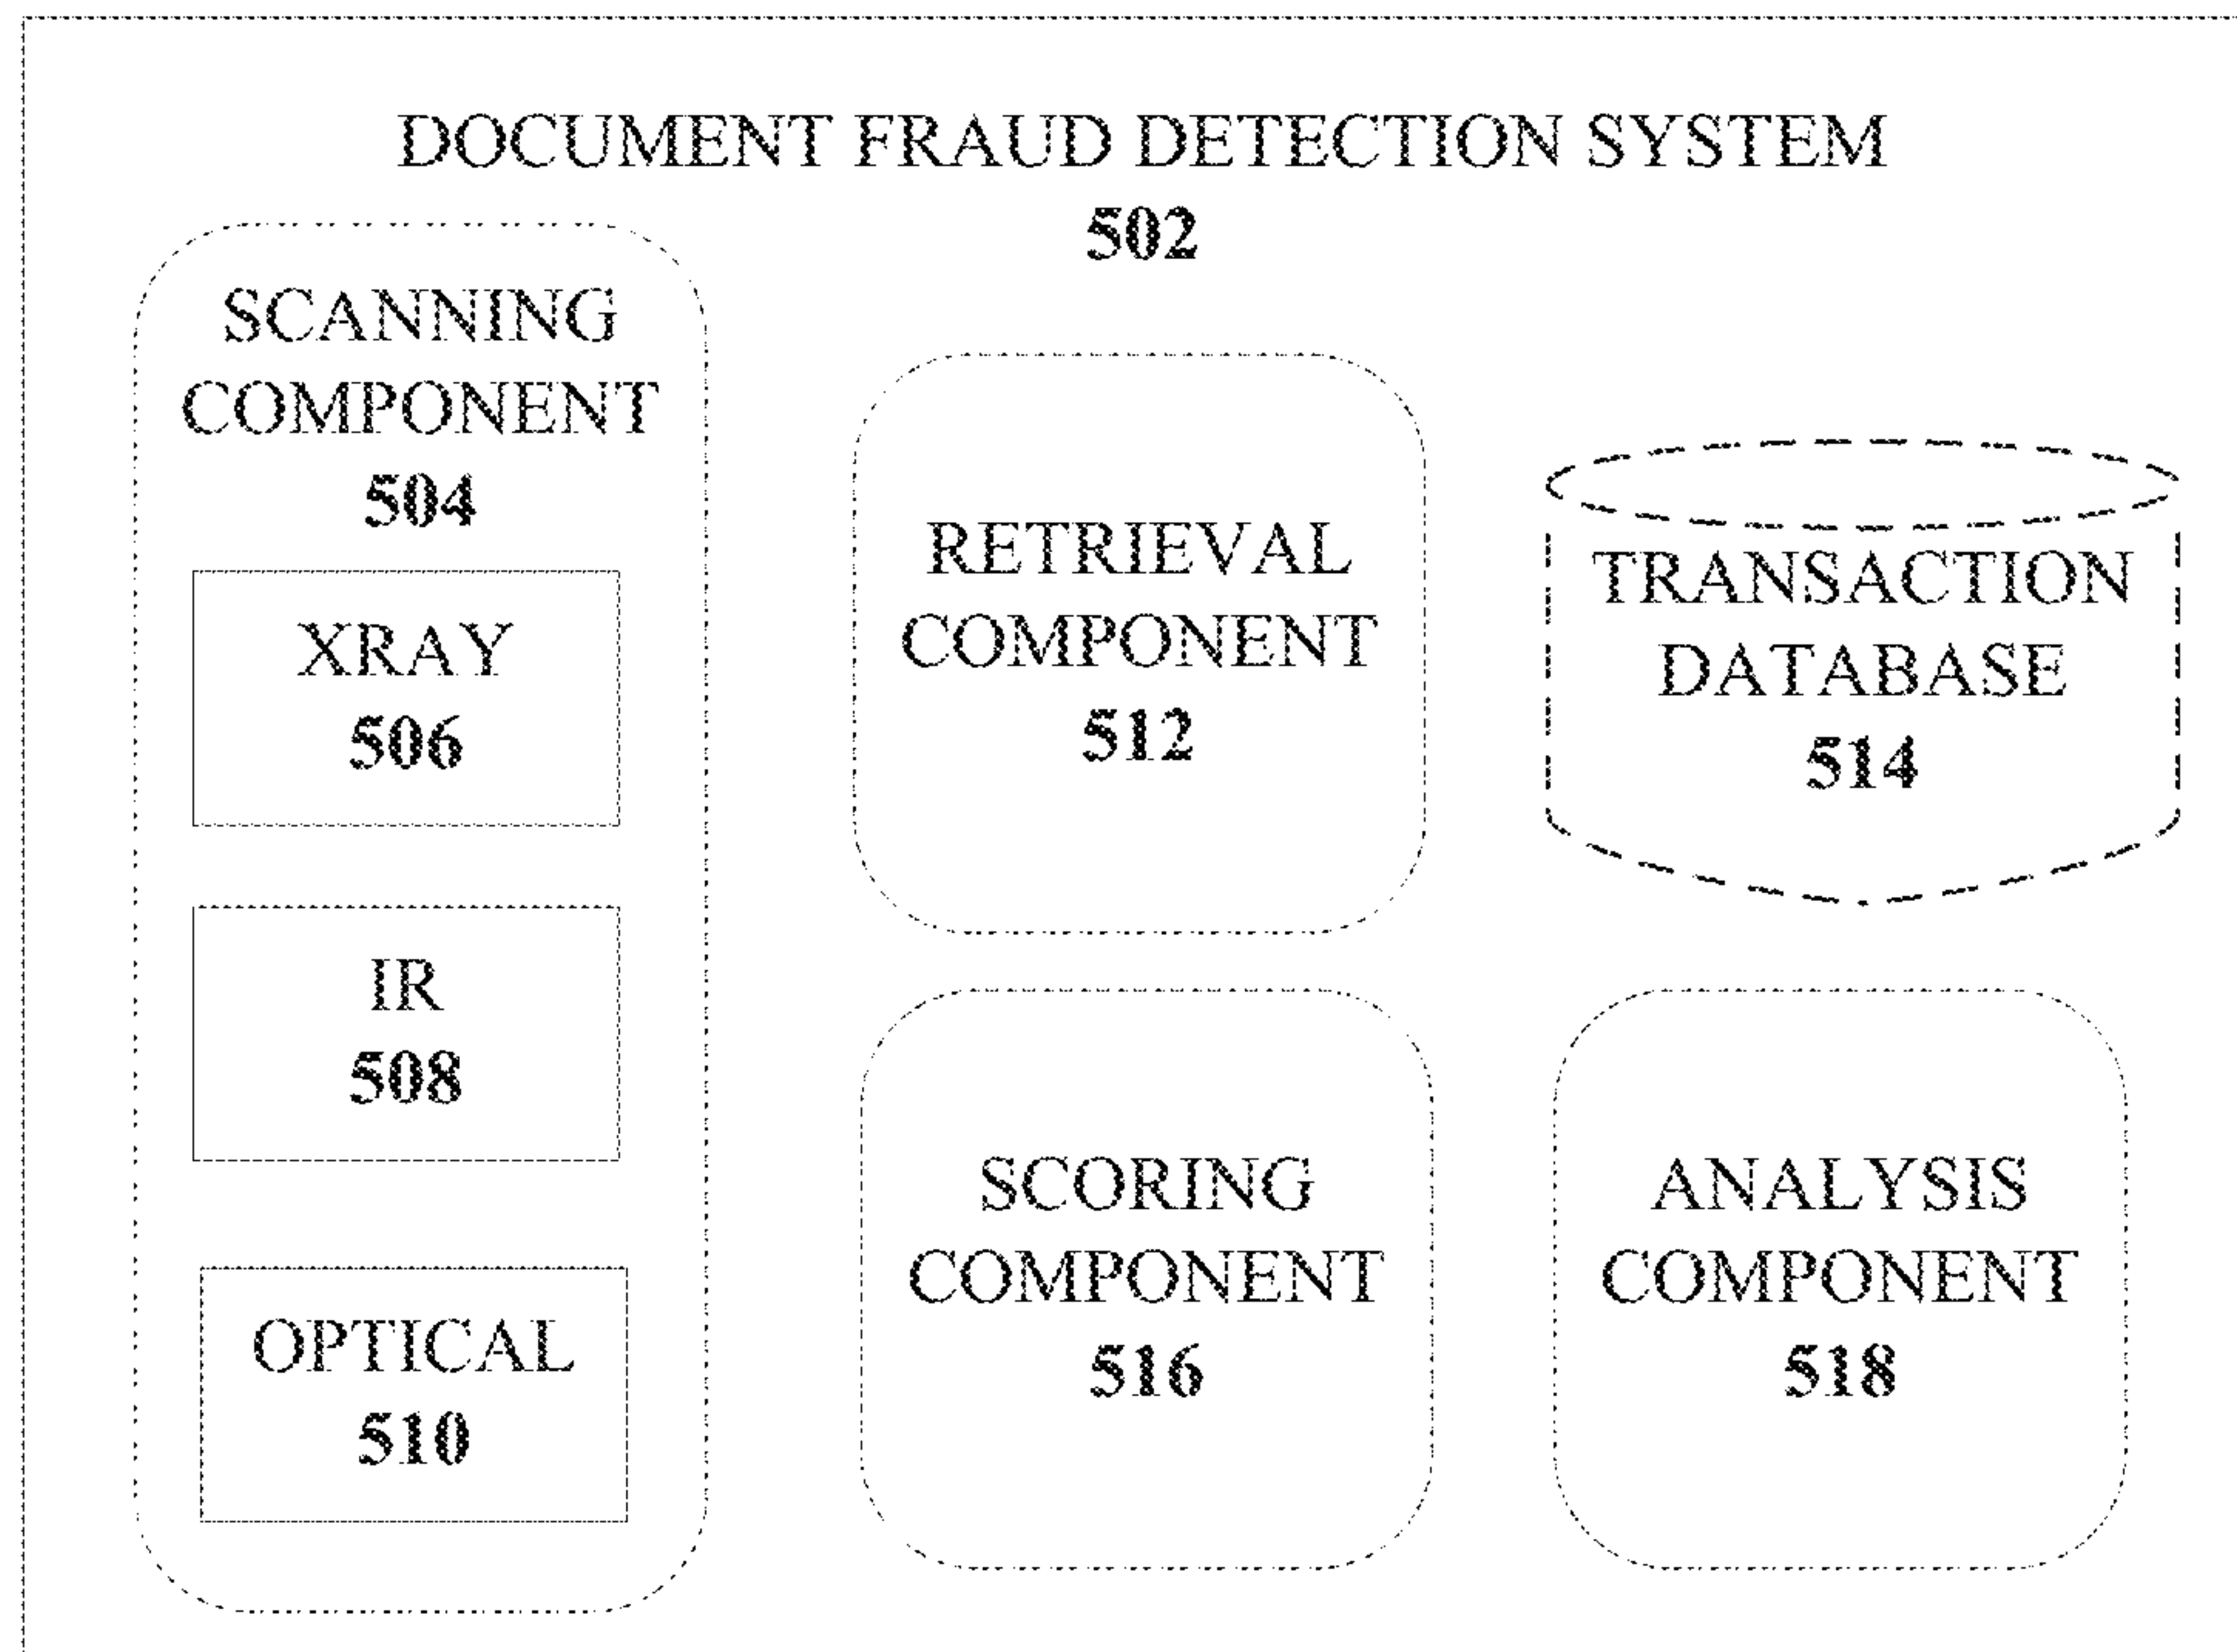 DOCUMENT FRAUD DETECTION SYSTEM
502
SCANNING
COMPONENT
504
XRAY
506
IR
508
OPTICAL
510
RETRIEVAL
COMPONENT
512
TRANSACTION
DATABASE
514
SCORING
COMPONENT
516
ANALYSIS
COMPONENT
518